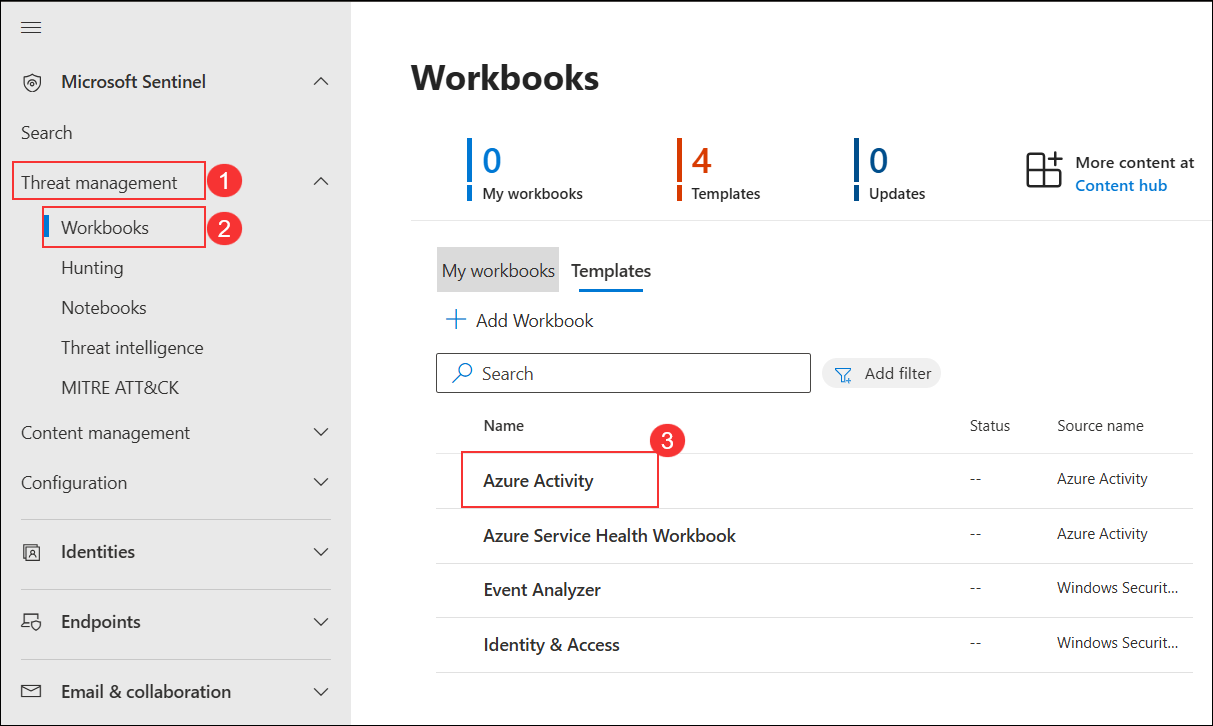 Microsoft Sentinel
Search
Threat management
1
Workbooks
2
Hunting
Notebooks
Threat intelligence
MITRE ATT&CK
Content management
Configuration
Identities
Endpoints
Email & collaboration
Workbooks
0
My workbooks
4
Templates
0
Updates
More content at
Content hub
My workbooks Templates
Add Workbook
Search Add filter
Name Status Source name
3
Azure Activity -- Azure Activity
Azure Service Health Workbook -- Azure Activity
Event Analyzer -- Windows Securit...
Identity & Access -- Windows Securit...